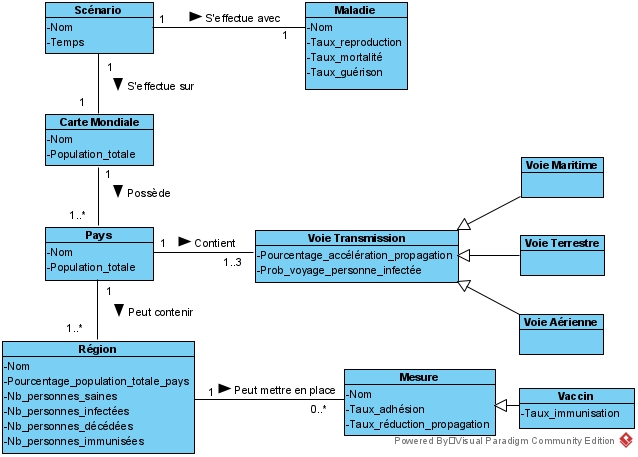 Scénario
-Nom
-Temps
1
S'effectue avec
1
Maladie
-Nom
-Taux_reproduction
-Taux_mortalité
-Taux_guérison
1
S'effectue sur
1
Carte Mondiale
-Nom
-Population_totale
1
Possède
1..*
Pays
-Nom
-Population_totale
1
Contient
1..3
Voie Transmission
-Pourcentage_accélération_propagation
-Prob_voyage_personne_infectée
Voie Maritime
Voie Terrestre
Voie Aérienne
1
Peut contenir
1..*
Région
-Nom
-Pourcentage_population_totale_pays
-Nb_personnes_saines
-Nb_personnes_infectées
-Nb_personnes_décédées
-Nb_personnes_immunisées
1
Peut mettre en place
0..*
Mesure
-Nom
-Taux_adhésion
-Taux_réduction_propagation
Vaccin
-Taux_immunisation
Powered By Visual Paradigm Community Edition